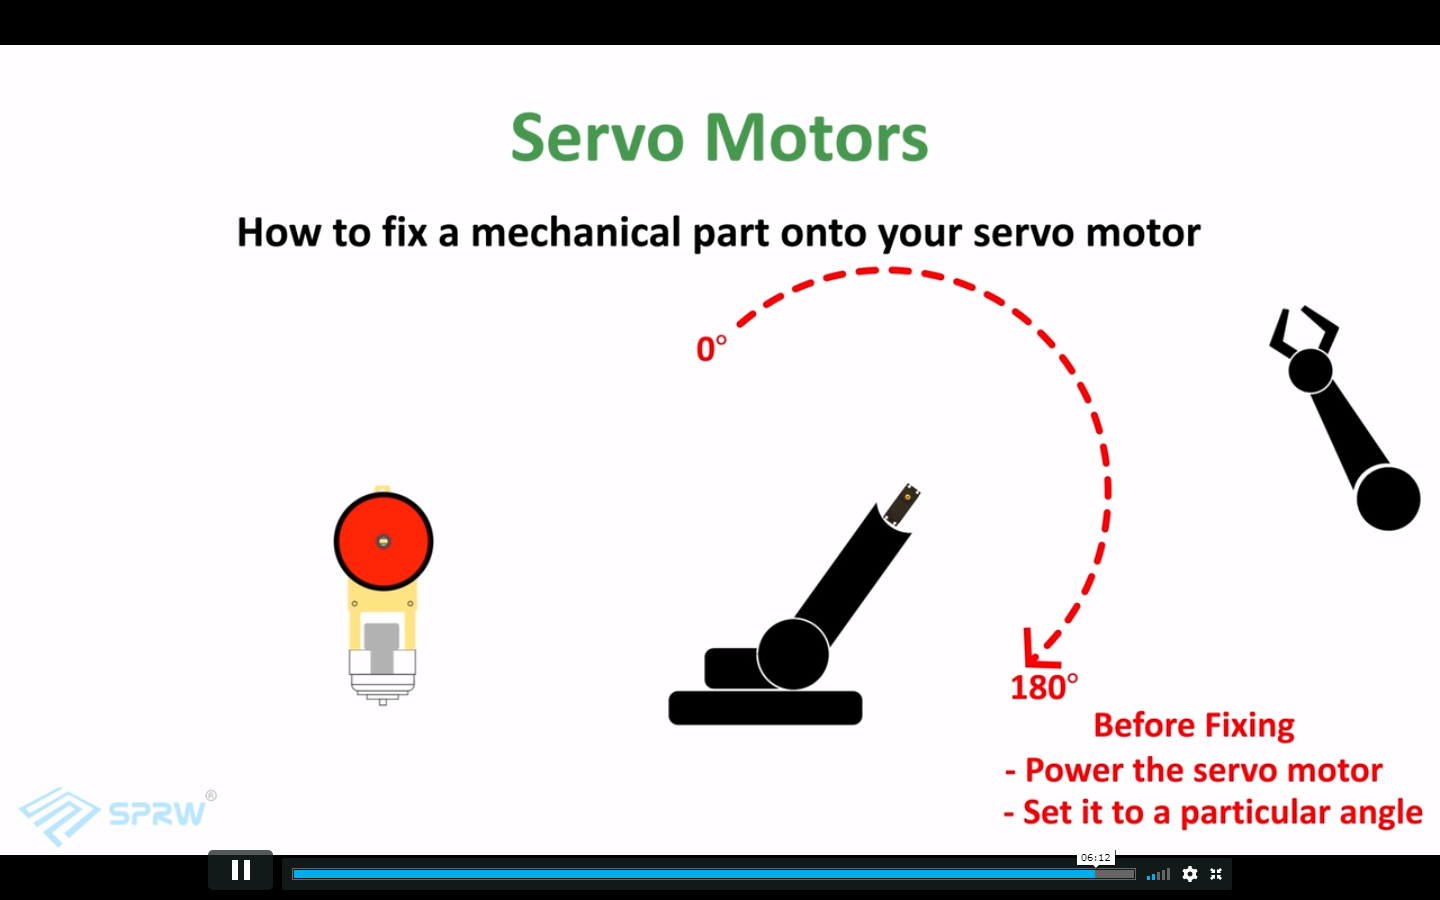 Servo Motors
How to fix a mechanical part onto your servo motor
0°
180°
Before Fixing
- Power the servo motor
- Set it to a particular angle
SPRW®
06:12